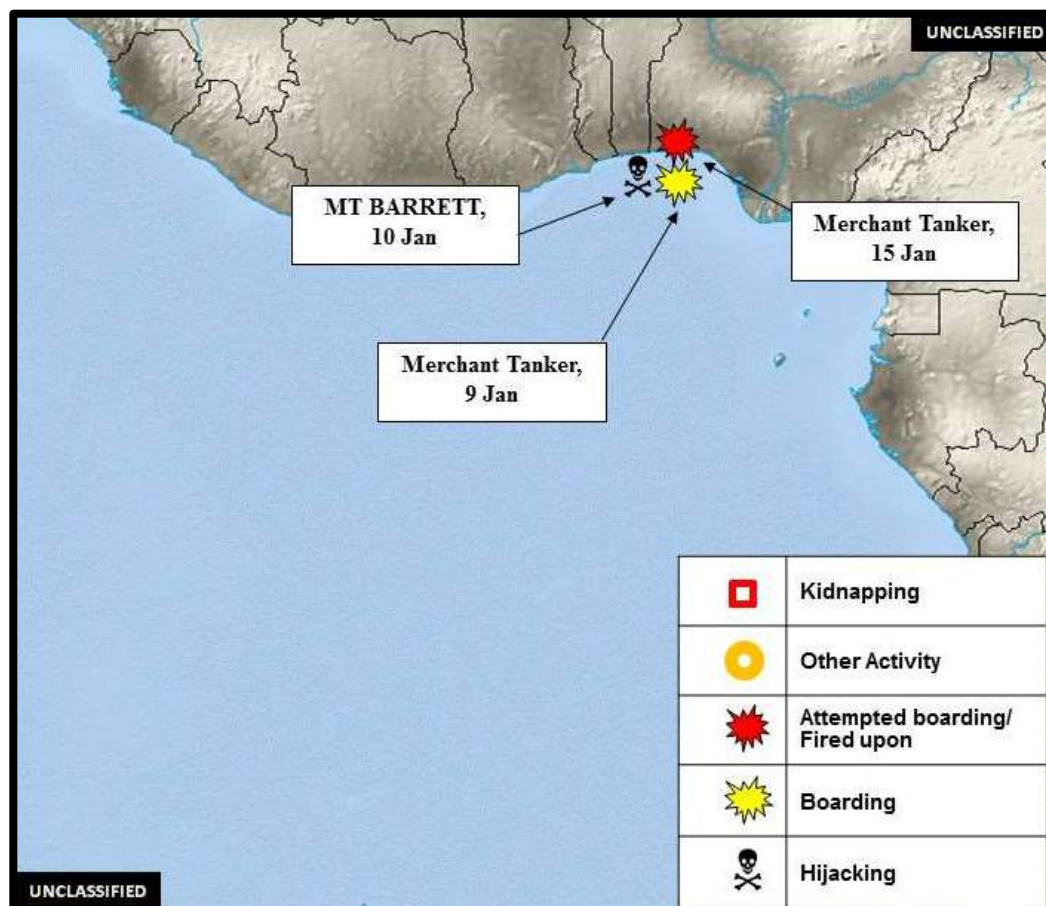 UNCLASSIFIED
MT BARRETT,
10 Jan
Merchant Tanker,
15 Jan
Merchant Tanker,
9 Jan
Kidnapping
Other Activity
Attempted boarding/
Fired upon
Boarding
Hijacking
UNCLASSIFIED